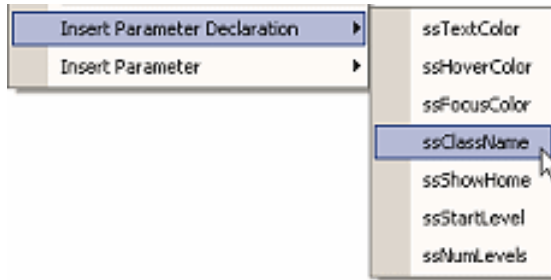 Insert Parameter Declaration
Insert Parameter
ssTextColor
ssHoverColor
ssFocusColor
ssClassName
ssShowHome
ssStartLevel
ssNumLevels